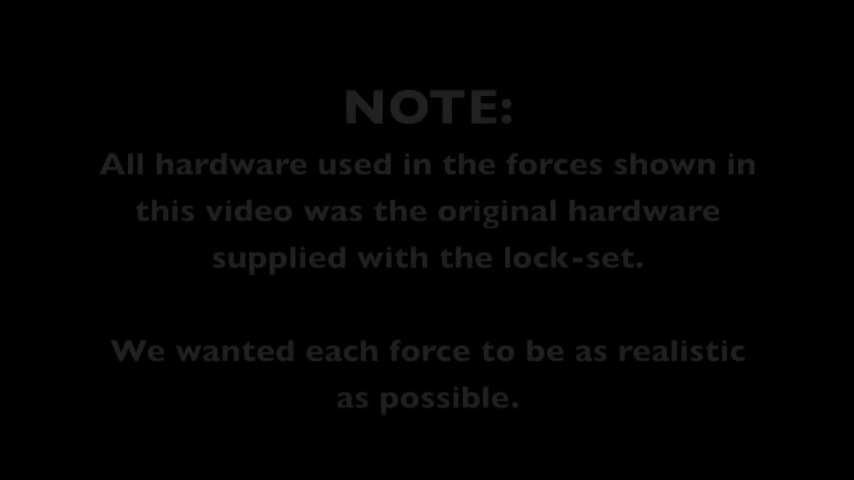 NOTE:
All hardware used in the forces shown in
this video was the original hardware
supplied with the lock-set.
We wanted each force to be as realistic
as possible.